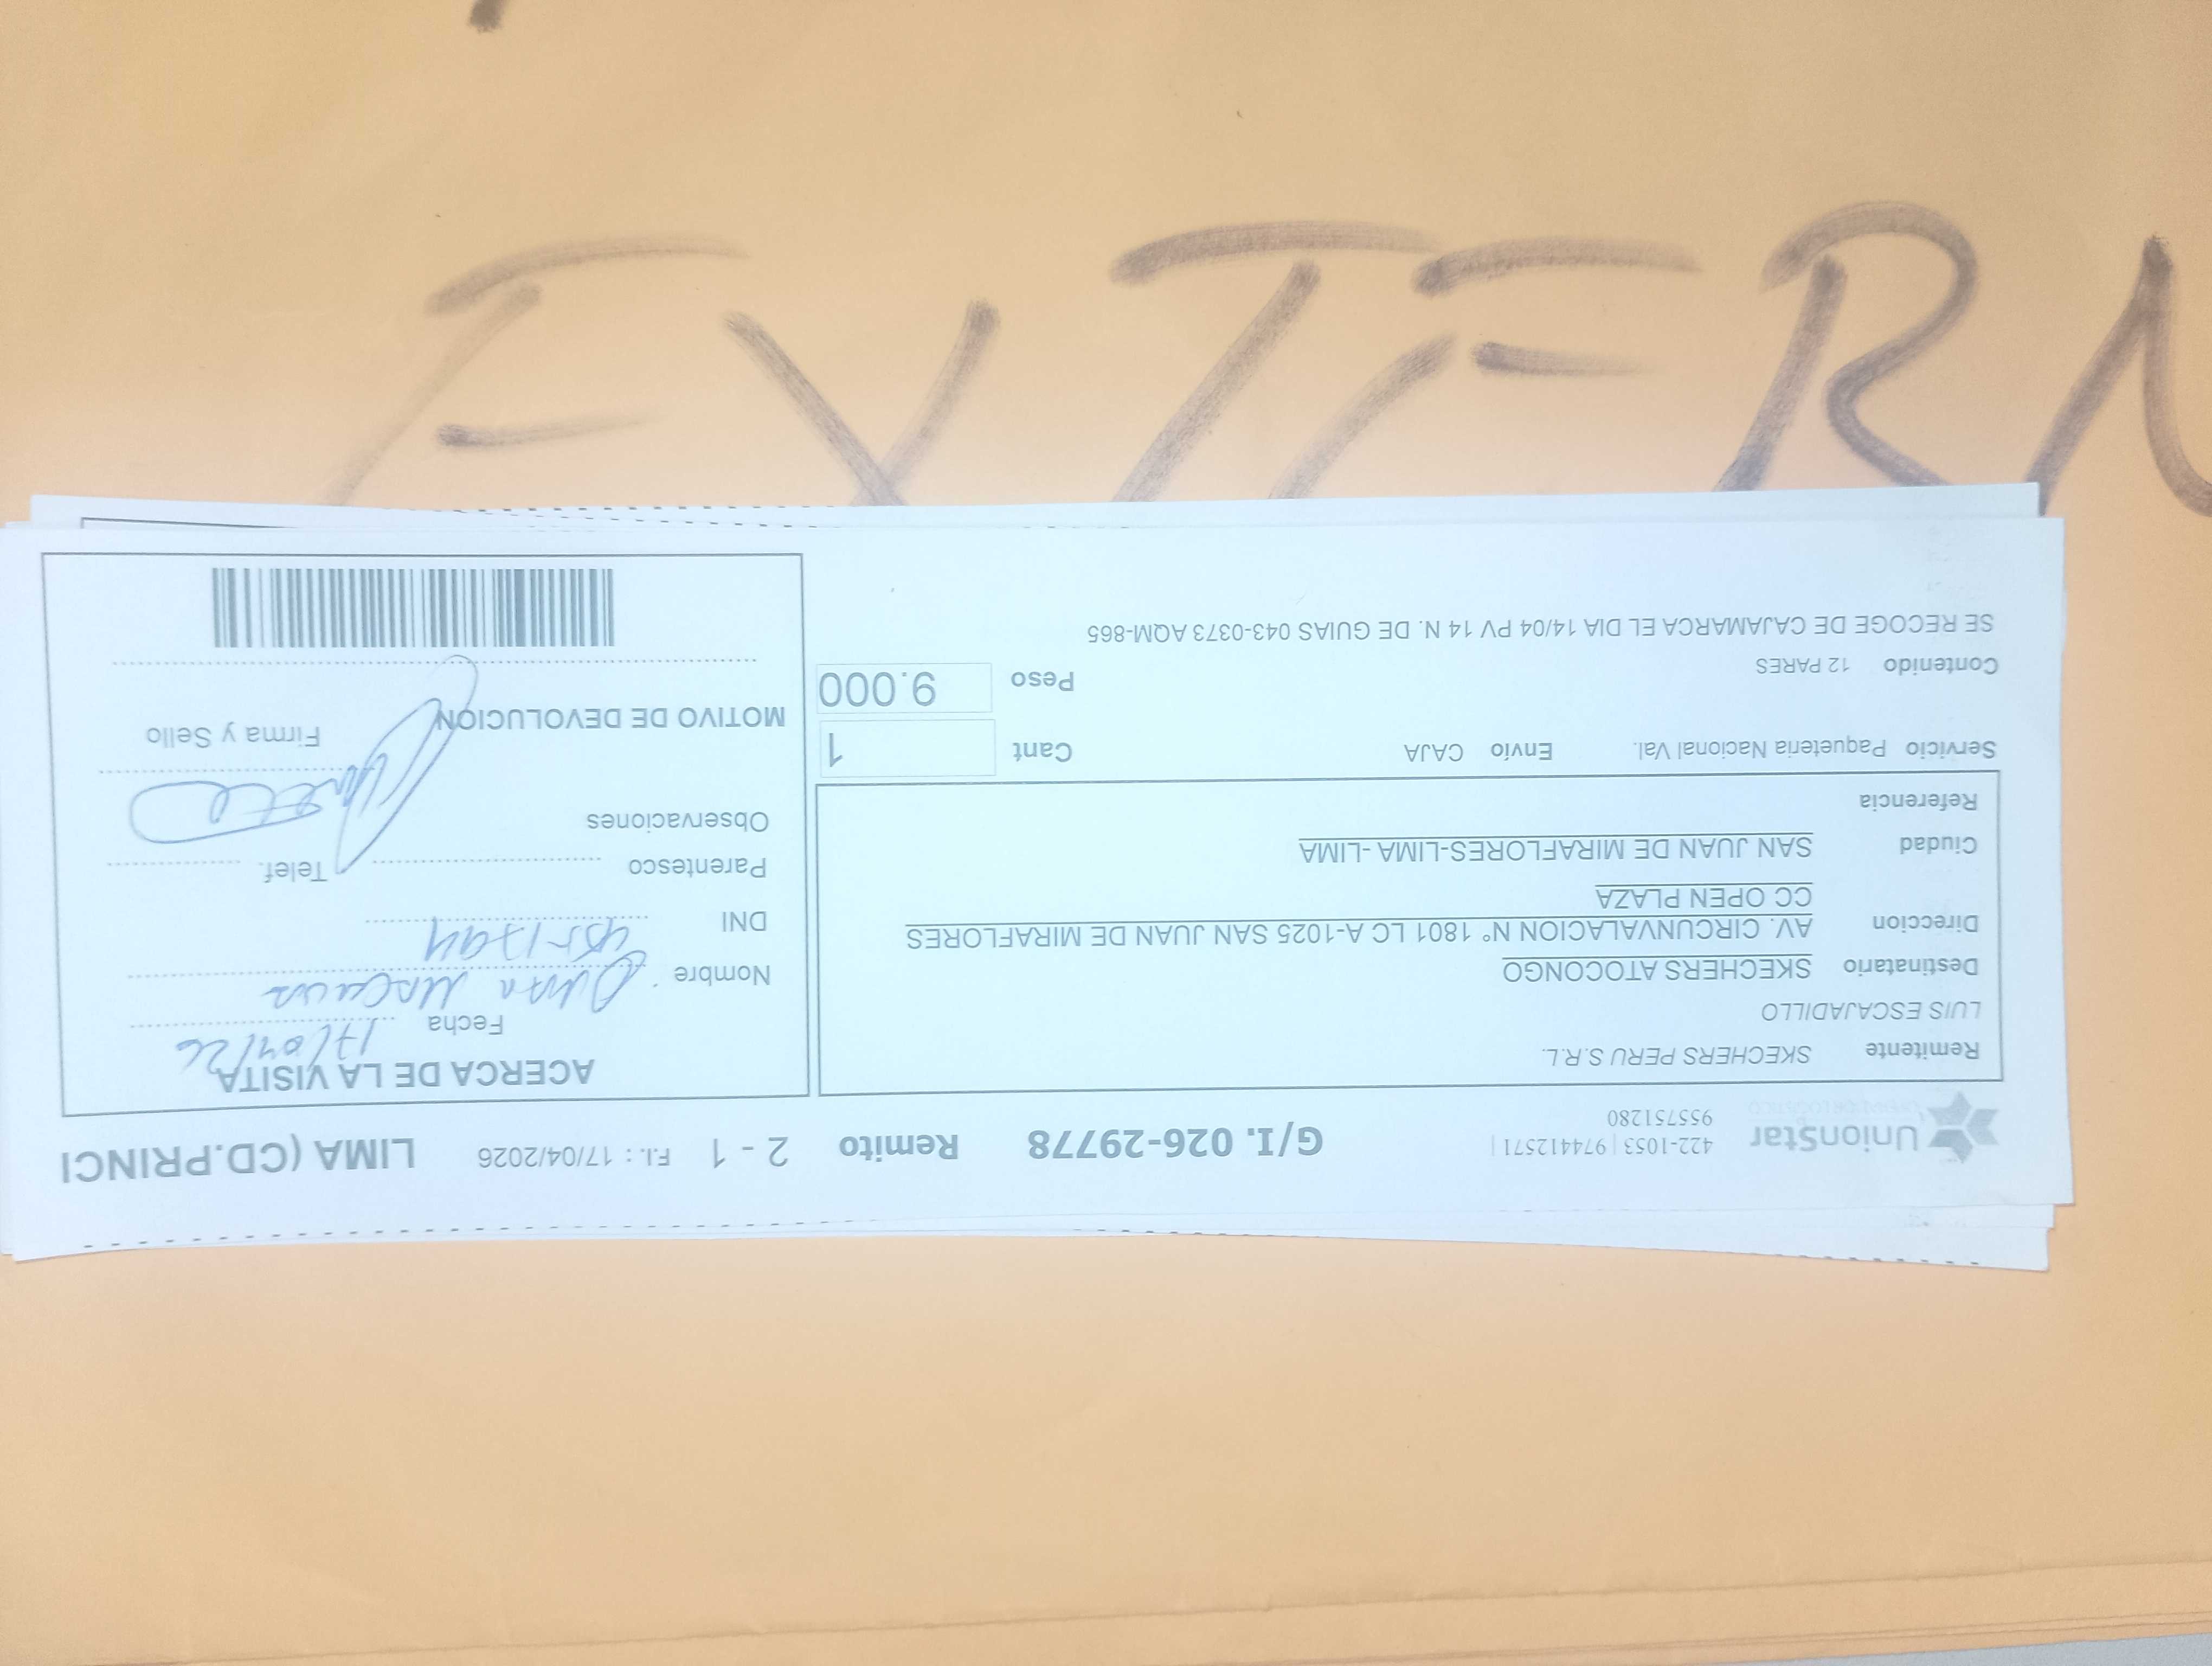 EXTERN
UnionStar
422-1053 | 974412571 |
955751280
G/I. 026-29778
Remito 2 - 1
F.I.: 17/04/2026
LIMA (CD.PRINCI
Remitente SKECHERS PERU S.R.L.
LUIS ESCAJADILLO
Destinatario SKECHERS ATOCONGO
Direccion AV. CIRCUNVALACION N° 1801 LC A-1025 SAN JUAN DE MIRAFLORES
CC OPEN PLAZA
Ciudad SAN JUAN DE MIRAFLORES-LIMA -LIMA
Referencia
Servicio Paqueteria Nacional Val. Envío CAJA Cant 1
Contenido 12 PARES Peso 9.000
SE RECOGE DE CAJAMARCA EL DIA 14/04 PV 14 N. DE GUIAS 043-0373 AQM-865
ACERCA DE LA VISITA
Fecha 17/04/26
Nombre
DNI
Parentesco Telef.
Observaciones
Firma y Sello
MOTIVO DE DEVOLUCION